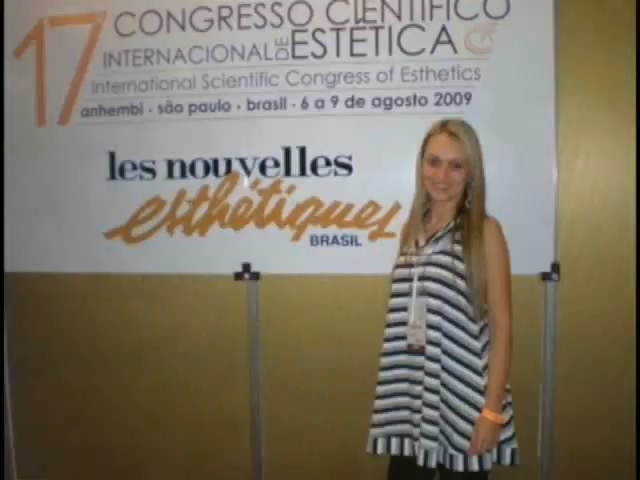 17 CONGRESSO CIENTÍFICO
INTERNACIONAL DE ESTÉTICA
International Scientific Congress of Esthetics
anhembi · são paulo · brasil · 6 a 9 de agosto 2009
les nouvelles
esthétiques
BRASIL